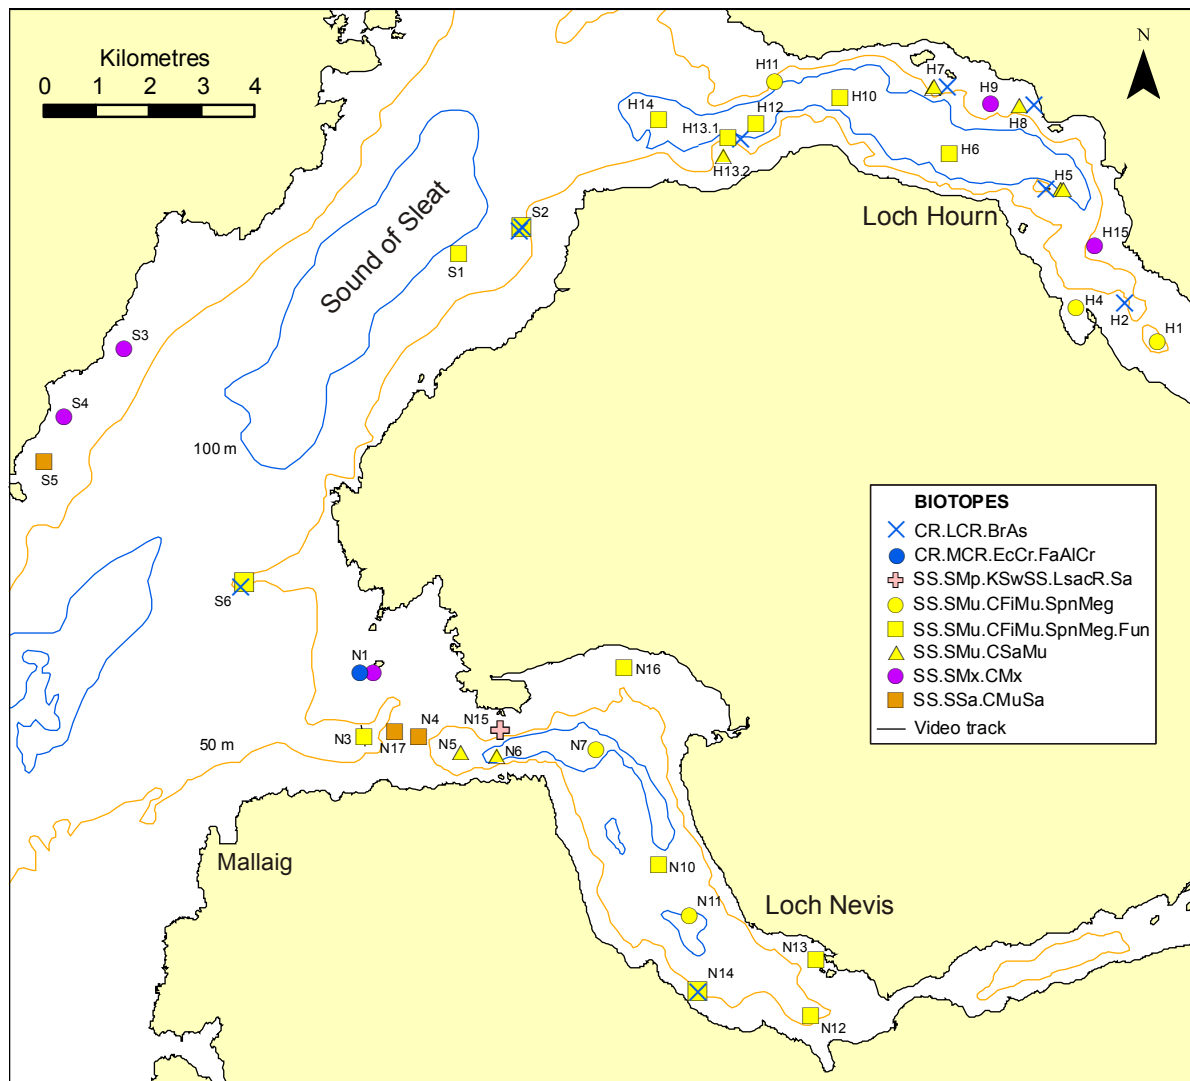 Kilometres
0 1 2 3 4
N
H11
H7
H9
H14
H12
H10
H8
H13.1
H6
H13.2
H5
Sound of Sleat
S2
Loch Hourn
S1
H15
H4
H2
H1
S3
S4
100 m
S5
BIOTOPES
CR.LCR.BrAs
CR.MCR.EcCr.FaAlCr
SS.SMp.KSwSS.LsacR.Sa
SS.SMu.CFiMu.SpnMeg
SS.SMu.CFiMu.SpnMeg.Fun
SS.SMu.CSaMu
SS.SMx.CMx
SS.SSa.CMuSa
Video track
S6
N1
N16
N15
N4
N3
N17
50 m
N5
N6
N7
Mallaig
N10
Loch Nevis
N11
N13
N14
N12